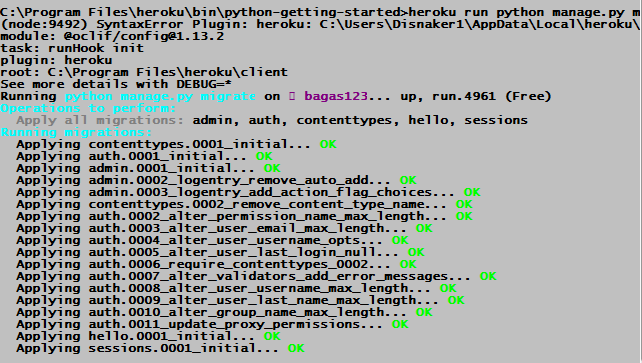 C:\Program Files\heroku\bin\python-getting-started>heroku run python manage.py m
(node:9492) SyntaxError Plugin: heroku: C:\Users\Disnaker1\AppData\Local\heroku\
module: @oclif/config@1.13.2
task: runHook init
plugin: heroku
root: C:\Program Files\heroku\client
See more details with DEBUG=*
Running python manage.py migrate on bagas123... up, run.4961 (Free)
Operations to perform:
Apply all migrations: admin, auth, contenttypes, hello, sessions
Running migrations:
Applying contenttypes.0001_initial... OK
Applying auth.0001_initial... OK
Applying admin.0001_initial... OK
Applying admin.0002_logentry_remove_auto_add... OK
Applying admin.0003_logentry_add_action_flag_choices... OK
Applying contenttypes.0002_remove_content_type_name... OK
Applying auth.0002_alter_permission_name_max_length... OK
Applying auth.0003_alter_user_email_max_length... OK
Applying auth.0004_alter_user_username_opts... OK
Applying auth.0005_alter_user_last_login_null... OK
Applying auth.0006_require_contenttypes_0002... OK
Applying auth.0007_alter_validators_add_error_messages... OK
Applying auth.0008_alter_user_username_max_length... OK
Applying auth.0009_alter_user_last_name_max_length... OK
Applying auth.0010_alter_group_name_max_length... OK
Applying auth.0011_update_proxy_permissions... OK
Applying hello.0001_initial... OK
Applying sessions.0001_initial... OK